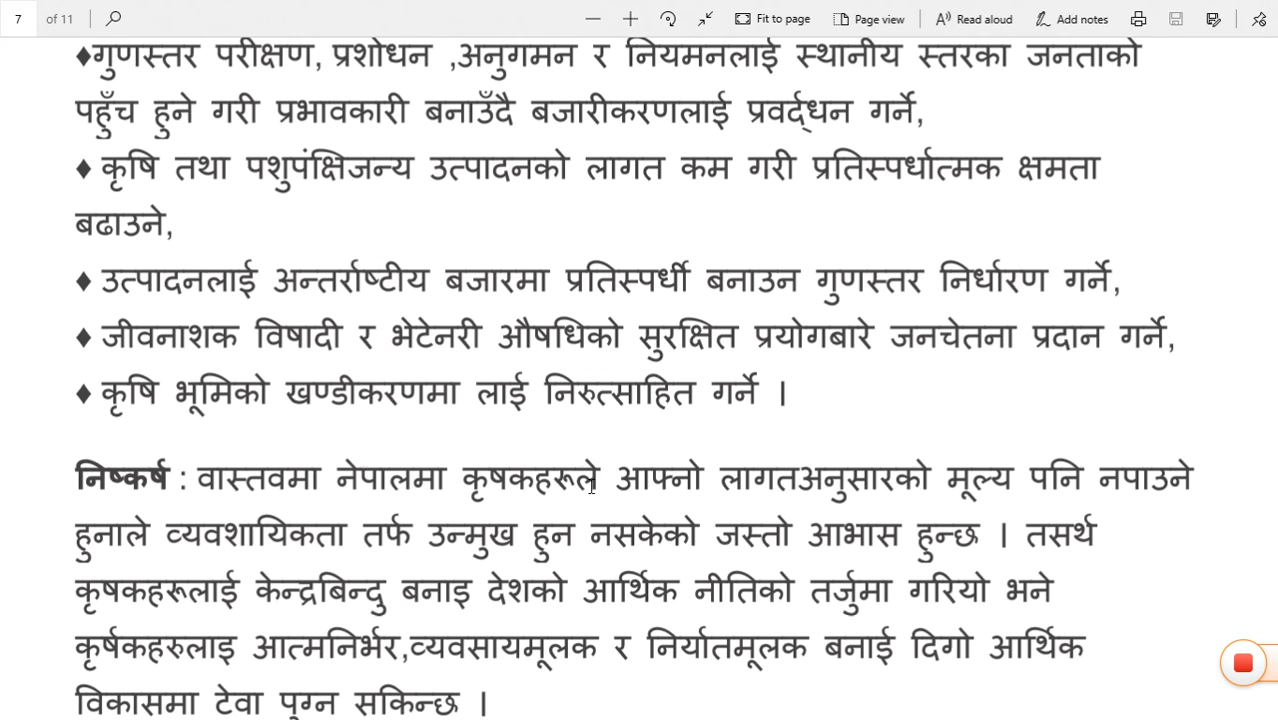 7 of 11 Fit to page Page view Read aloud Add notes
♦गुणस्तर परीक्षण, प्रशोधन ,अनुगमन र नियमनलाई स्थानीय स्तरका जनताको
पहुँच हुने गरी प्रभावकारी बनाउँदै बजारीकरणलाई प्रवर्द्धन गर्ने,
♦ कृषि तथा पशुपंक्षिजन्य उत्पादनको लागत कम गरी प्रतिस्पर्धात्मक क्षमता
बढाउने,
♦ उत्पादनलाई अन्तर्राष्टीय बजारमा प्रतिस्पर्धी बनाउन गुणस्तर निर्धारण गर्ने,
♦ जीवनाशक विषादी र भेटेनरी औषधिको सुरक्षित प्रयोगबारे जनचेतना प्रदान गर्ने,
♦ कृषि भूमिको खण्डीकरणमा लाई निरुत्साहित गर्ने ।
निष्कर्ष : वास्तवमा नेपालमा कृषकहरूले आफ्नो लागतअनुसारको मूल्य पनि नपाउने
हुनाले व्यवशायिकता तर्फ उन्मुख हुन नसकेको जस्तो आभास हुन्छ । तसर्थ
कृषकहरूलाई केन्द्रबिन्दु बनाइ देशको आर्थिक नीतिको तर्जुमा गरियो भने
कृर्षकहरुलाइ आत्मनिर्भर,व्यवसायमूलक र निर्यातमूलक बनाई दिगो आर्थिक
विकासमा टेवा पुग्न सकिन्छ ।